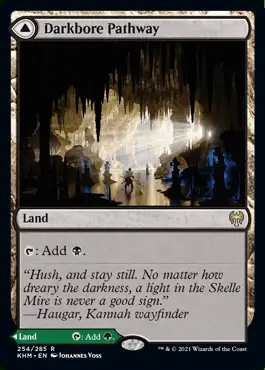 Darkbore Pathway
Land
: Add .
“Hush, and stay still. No matter how
dreary the darkness, a light in the Skelle
Mire is never a good sign.”
—Haugar, Kannah wayfinder
Land : Add .
254/285 R
KHM • EN Johannes Voss
™ & © 2021 Wizards of the Coast